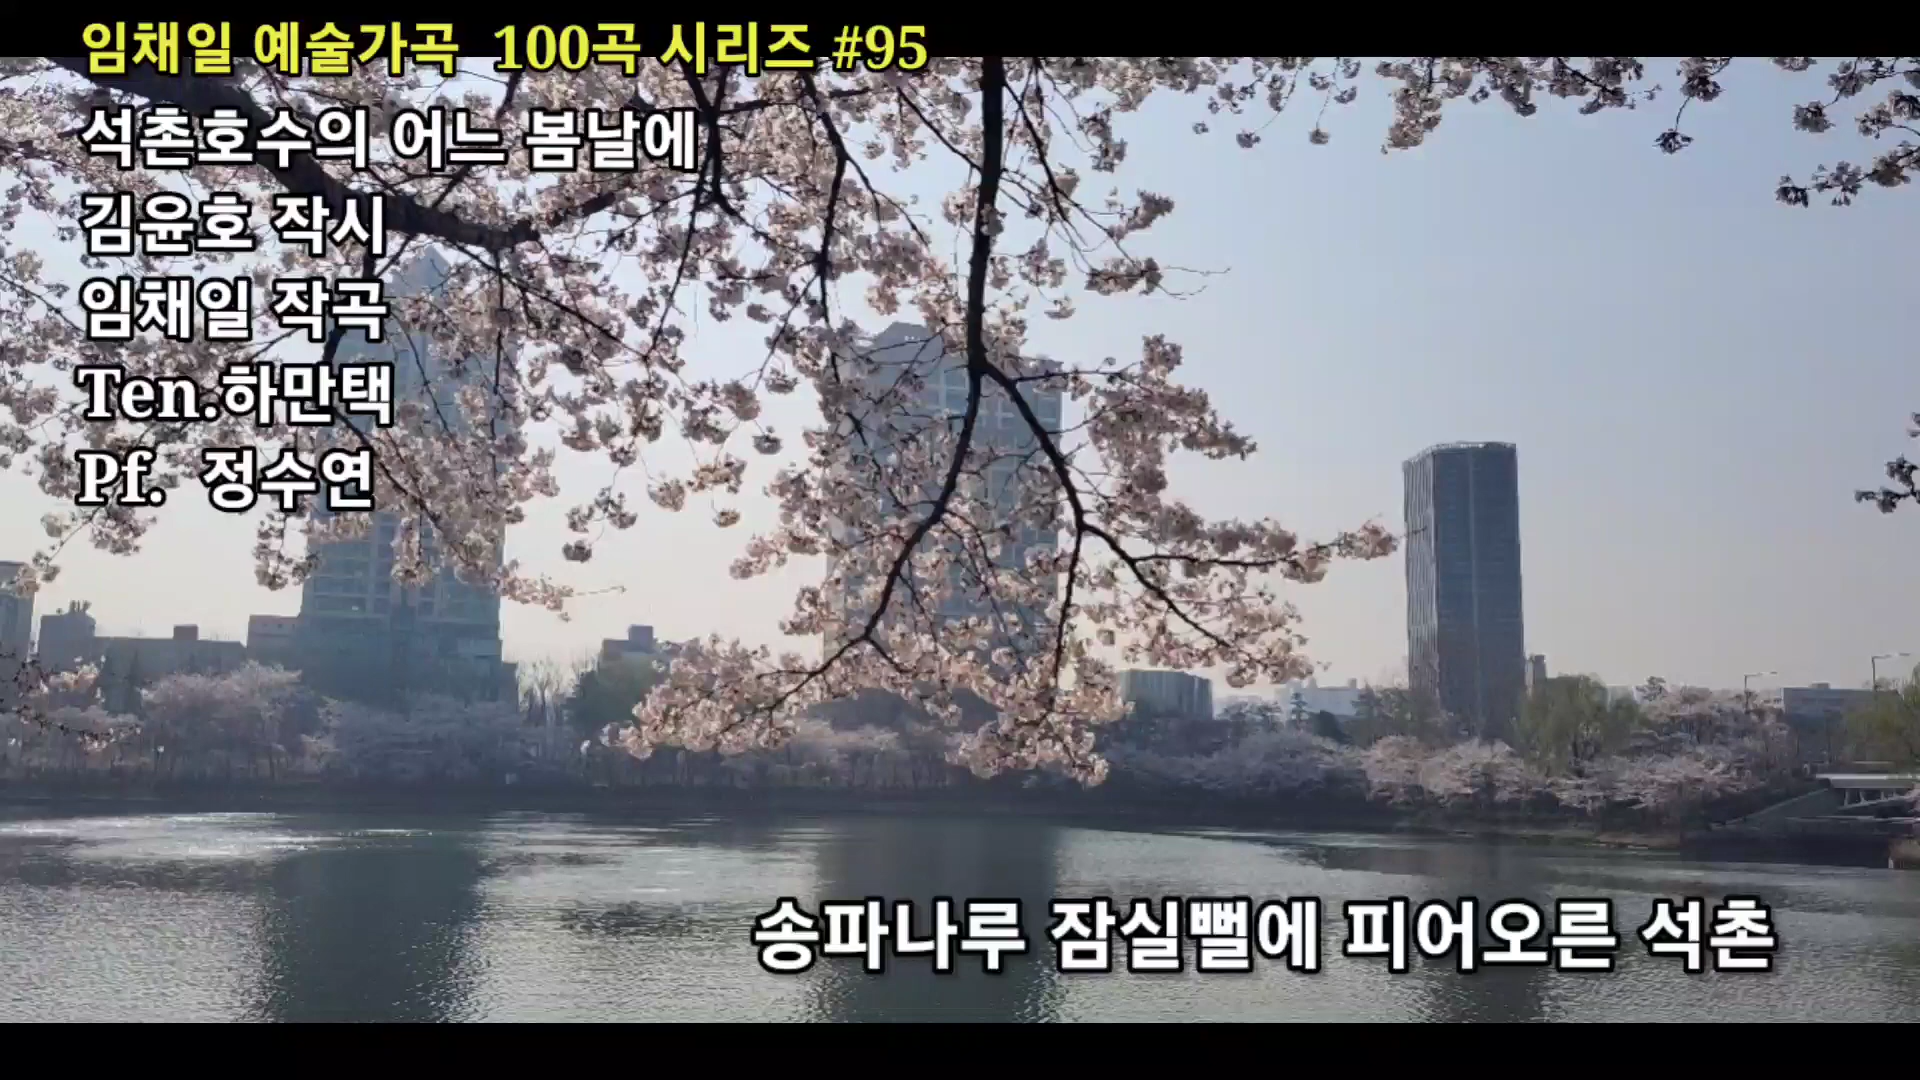 임채일 예술가곡 100곡 시리즈 #95
석촌호수의 어느 봄날에
김윤호 작시
임채일 작곡
Ten.하만택
Pf. 정수연
송파나루 잠실뻘에 피어오른 석촌